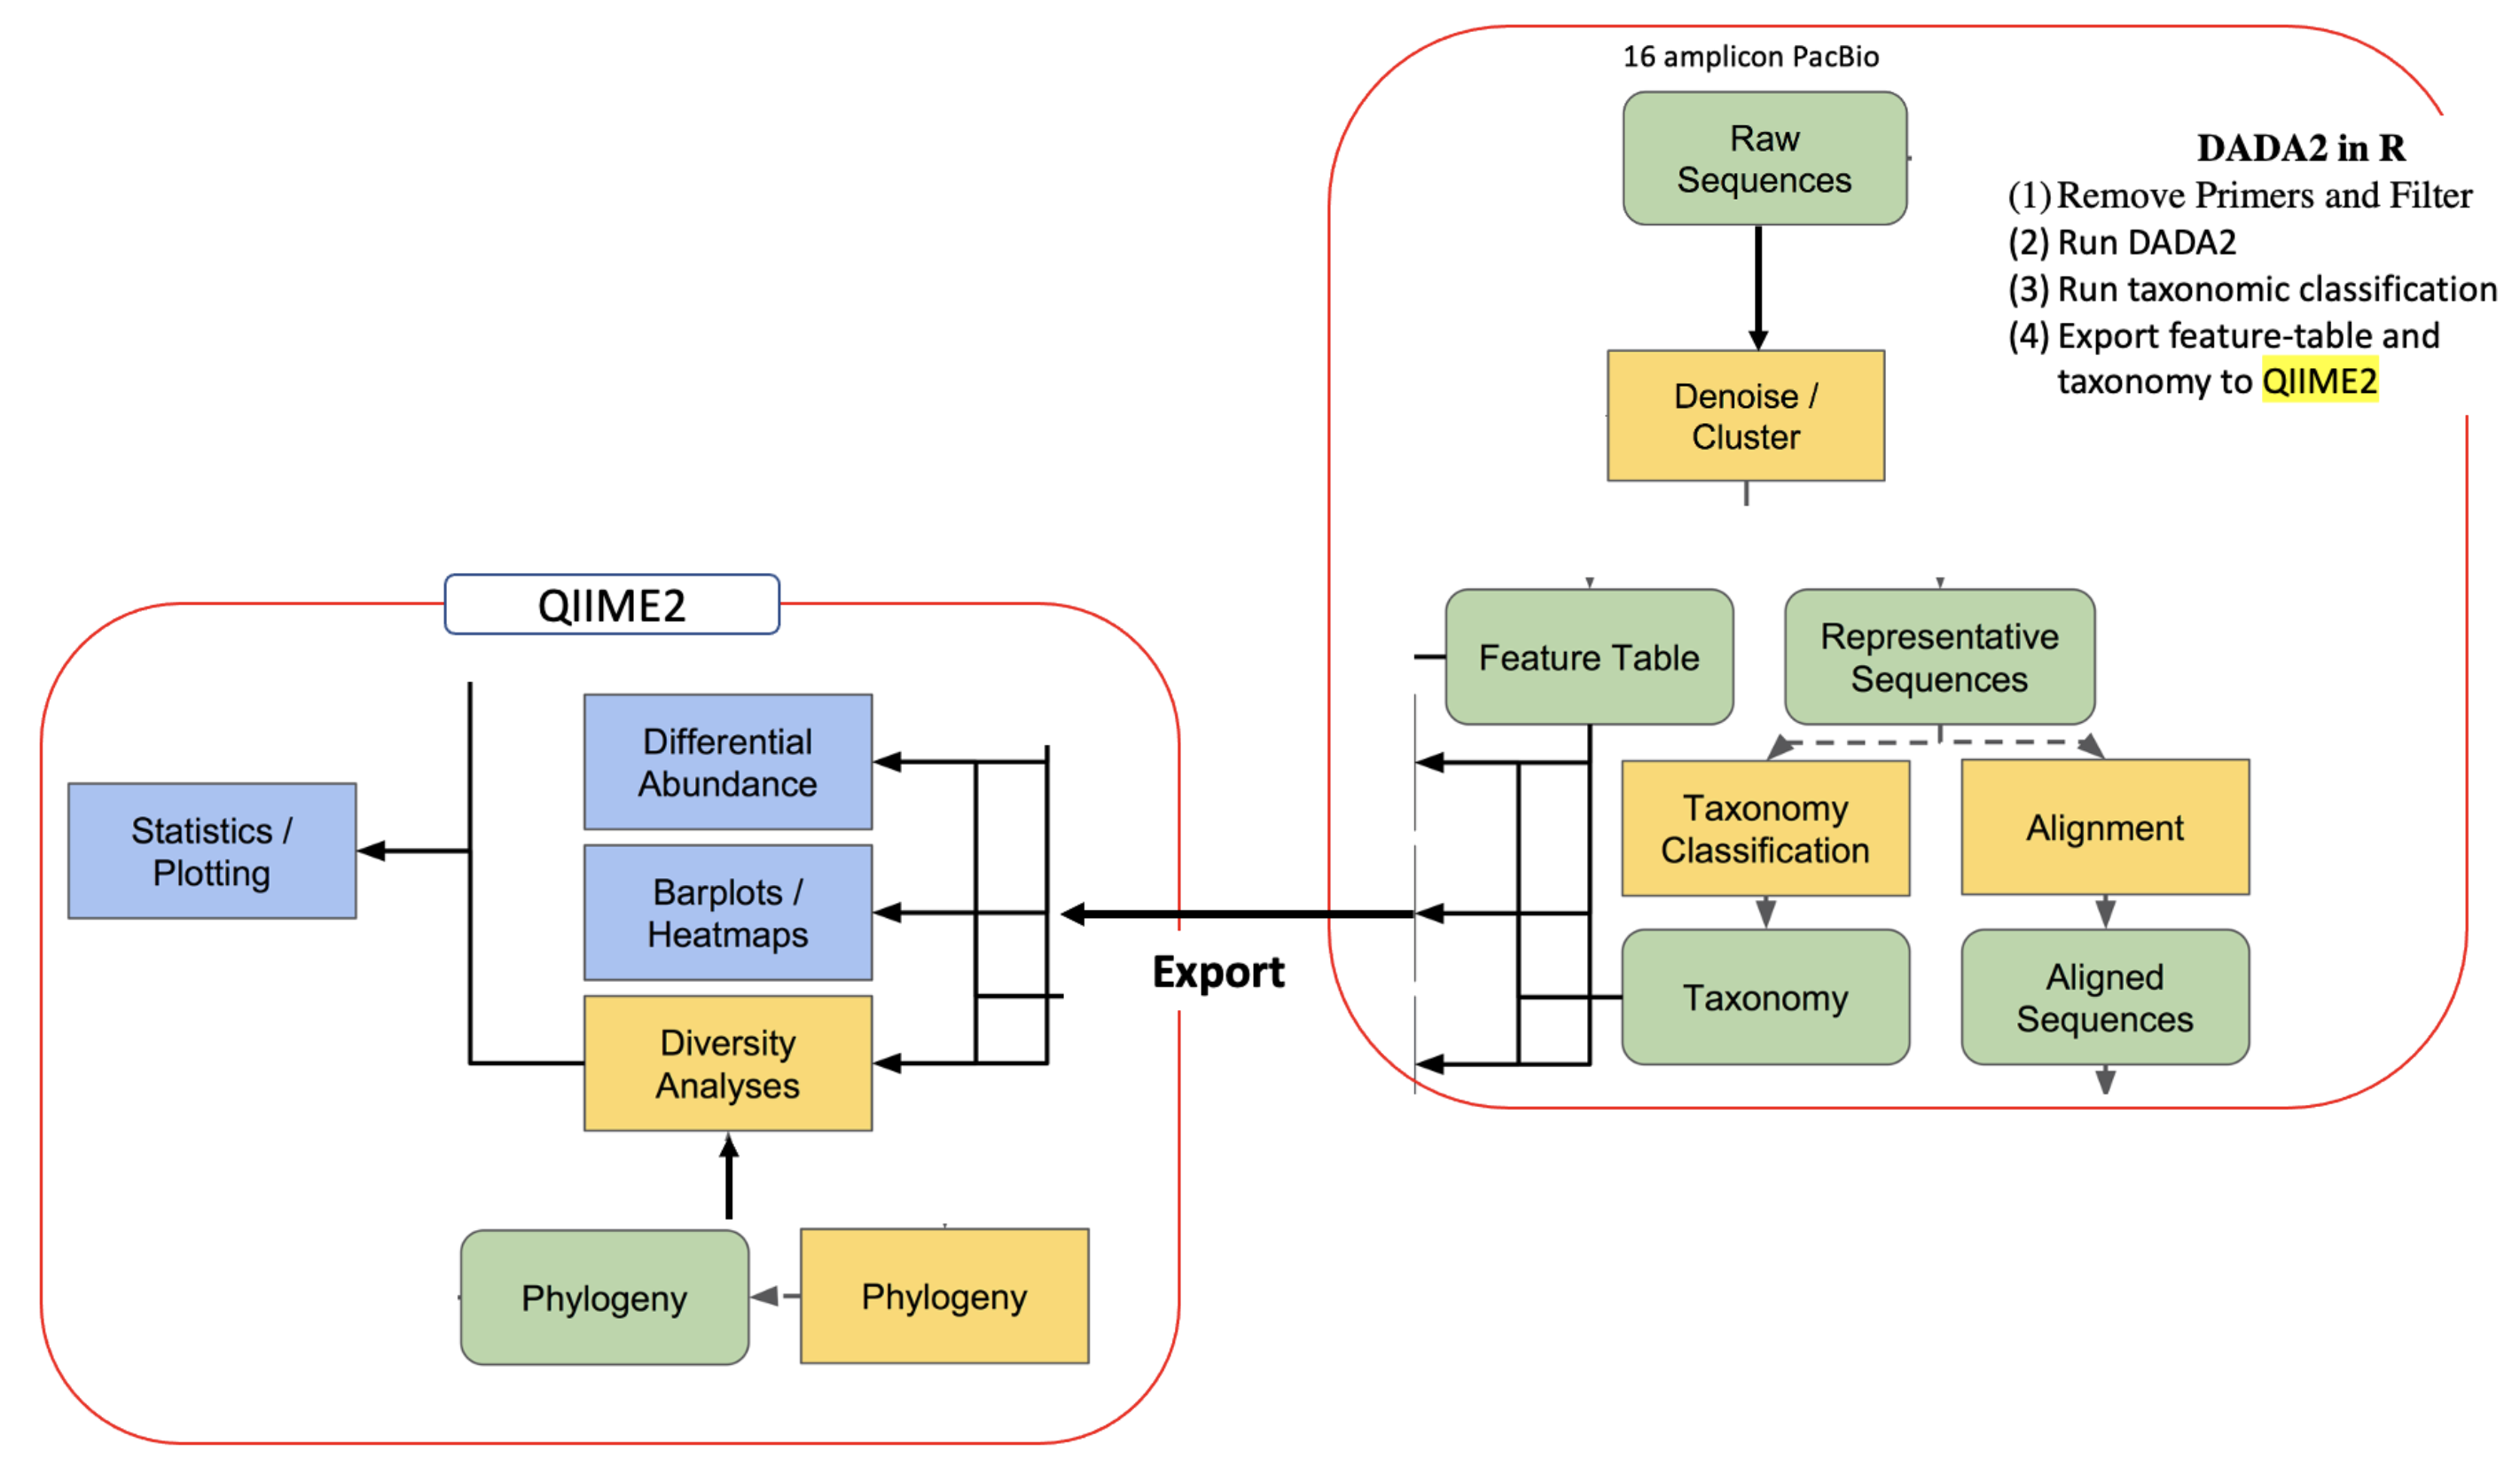 16 amplicon PacBio
Raw
Sequences
DADA2 in R
(1) Remove Primers and Filter
(2) Run DADA2
(3) Run taxonomic classification
(4) Export feature-table and
taxonomy to QIIME2
Denoise /
Cluster
QIIME2
Feature Table
Representative
Sequences
Differential
Abundance
Statistics /
Plotting
Barplots /
Heatmaps
Taxonomy
Classification
Alignment
Export
Diversity
Analyses
Taxonomy
Aligned
Sequences
Phylogeny
Phylogeny